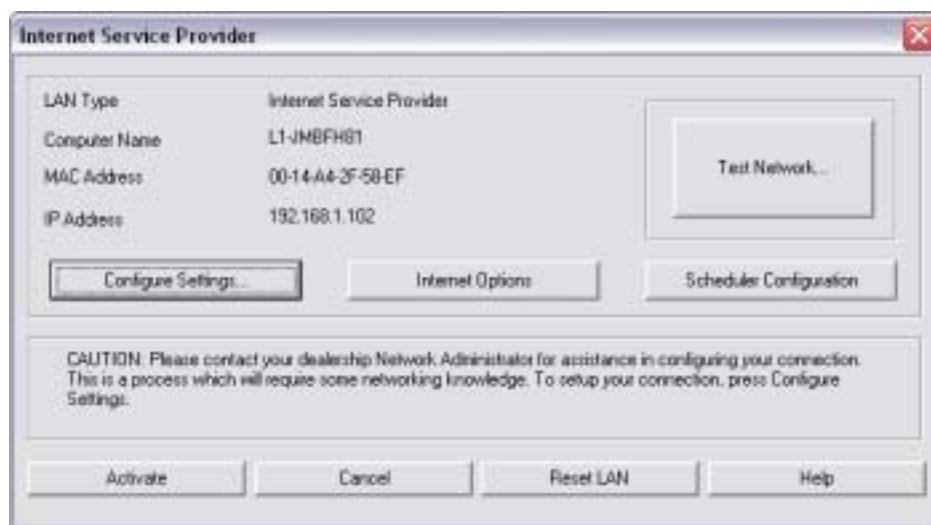 Internet Service Provider
LAN Type Internet Service Provider
Computer Name L1-JMBFH81
MAC Address 00-14-A4-2F-58-EF
IP Address 192.168.1.102
Test Network...
Configure Settings... Internet Options Scheduler Configuration
CAUTION: Please contact your dealership Network Administrator for assistance in configuring your connection.
This is a process which will require some networking knowledge. To setup your connection, press Configure
Settings.
Activate Cancel Reset LAN Help